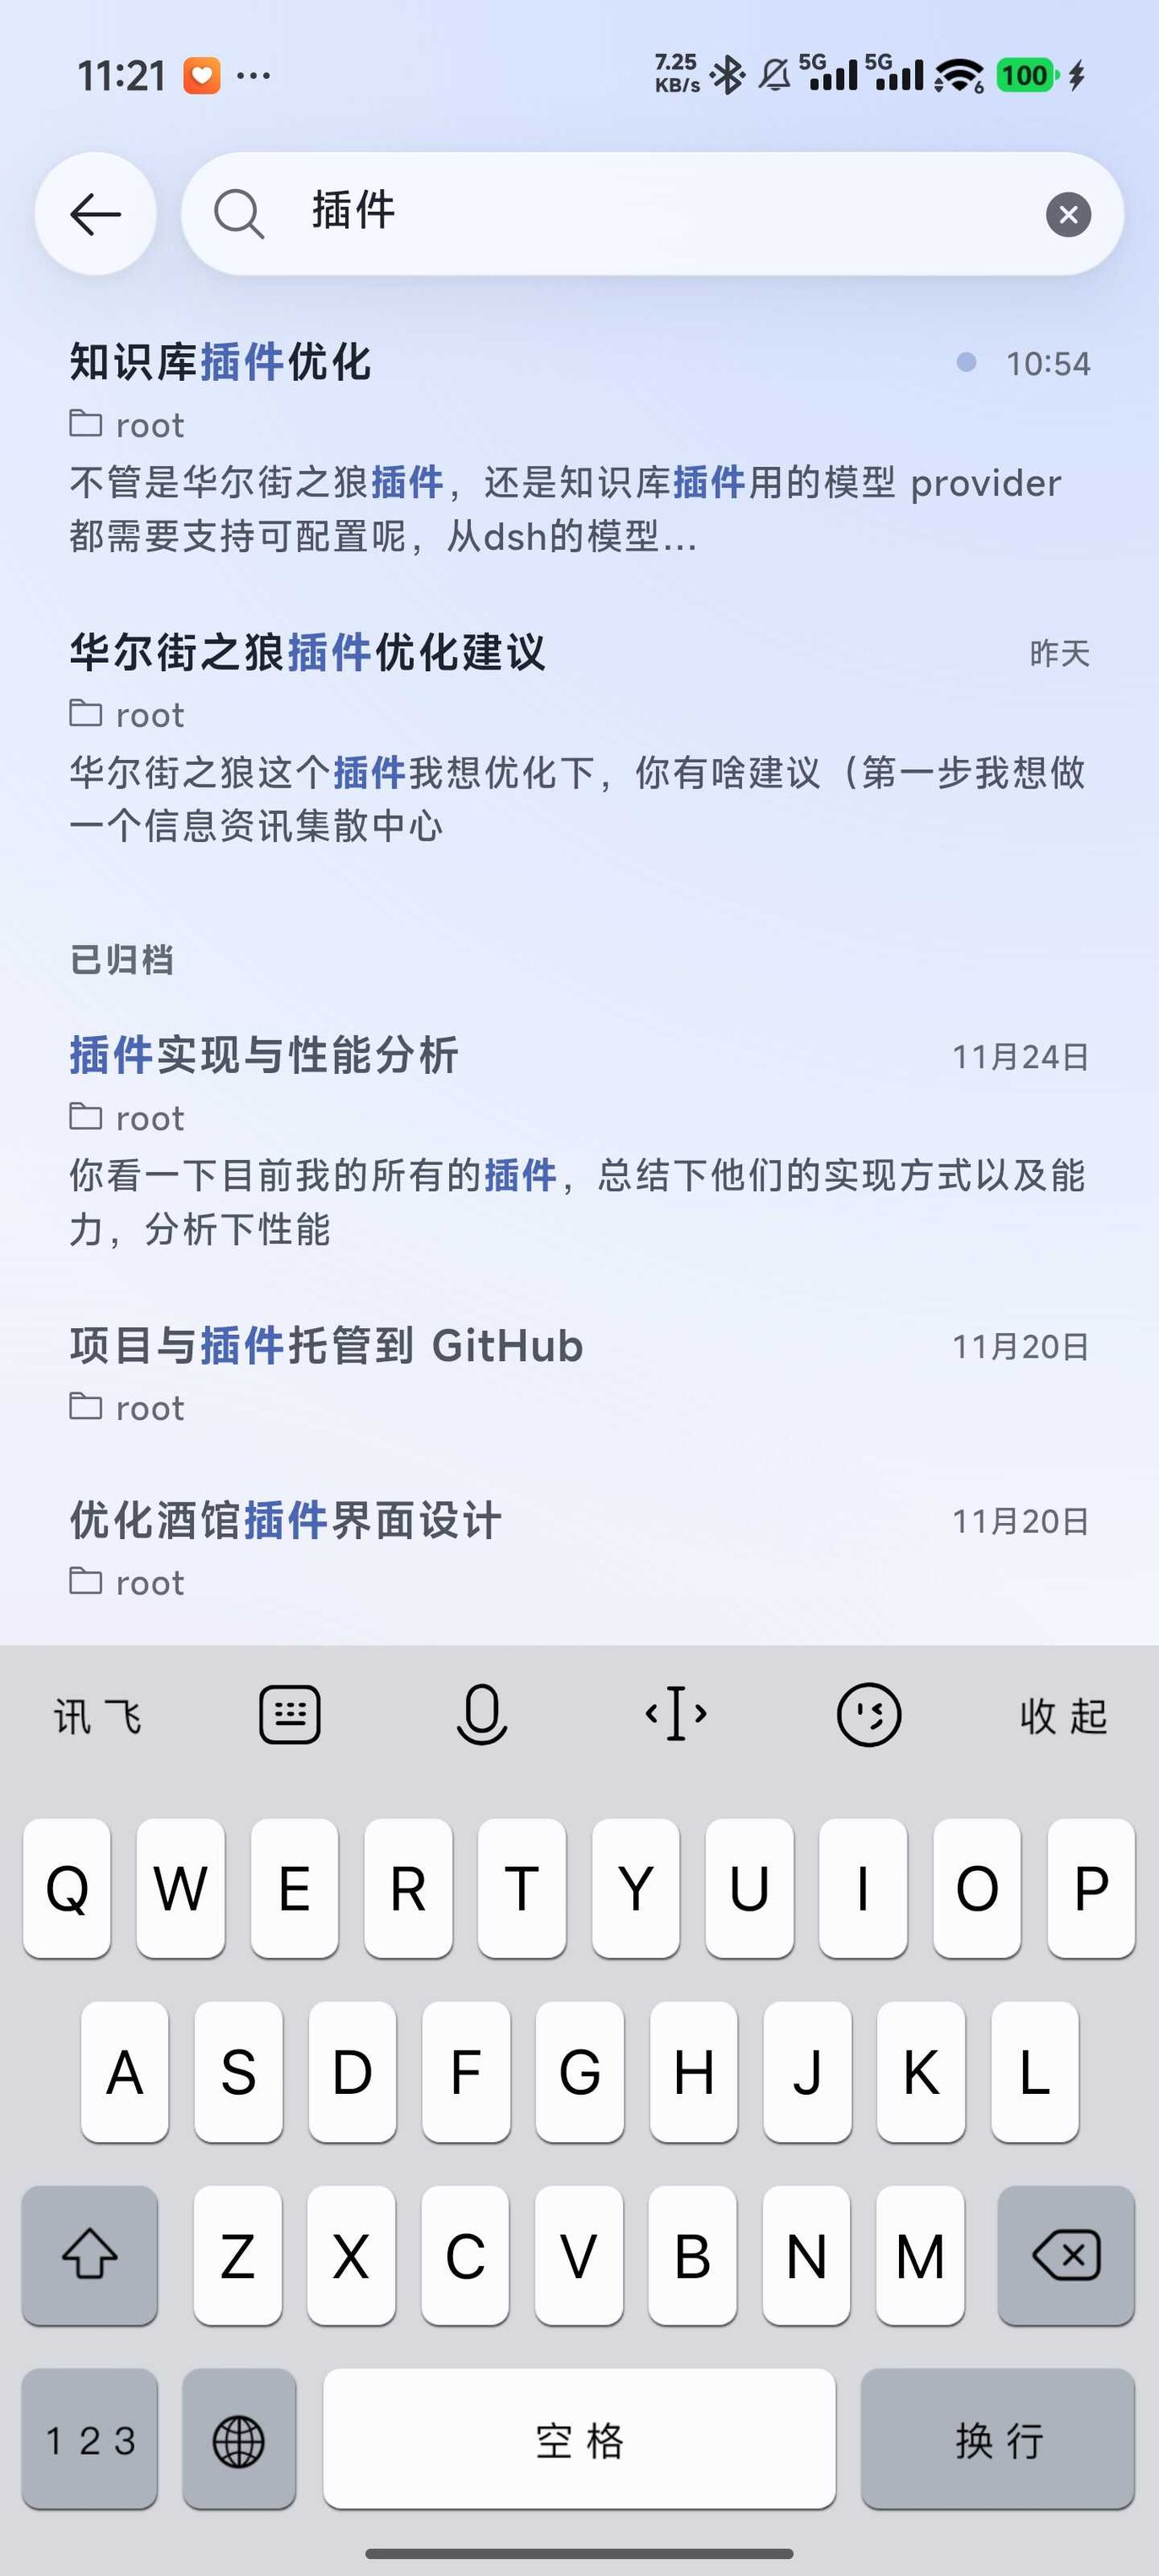 11:21 ... 7.25 KB/s 5G 5G 6 100
插件
知识库插件优化 10:54
root
不管是华尔街之狼插件，还是知识库插件用的模型 provider
都需要支持可配置呢，从dsh的模型...
华尔街之狼插件优化建议 昨天
root
华尔街之狼这个插件我想优化下，你有啥建议（第一步我想做
一个信息资讯集散中心
已归档
插件实现与性能分析 11月24日
root
你看一下目前我的所有的插件，总结下他们的实现方式以及能
力，分析下性能
项目与插件托管到 GitHub 11月20日
root
优化酒馆插件界面设计 11月20日
root
讯飞 收起
Q W E R T Y U I O P
A S D F G H J K L
Z X C V B N M
123 空格 换行